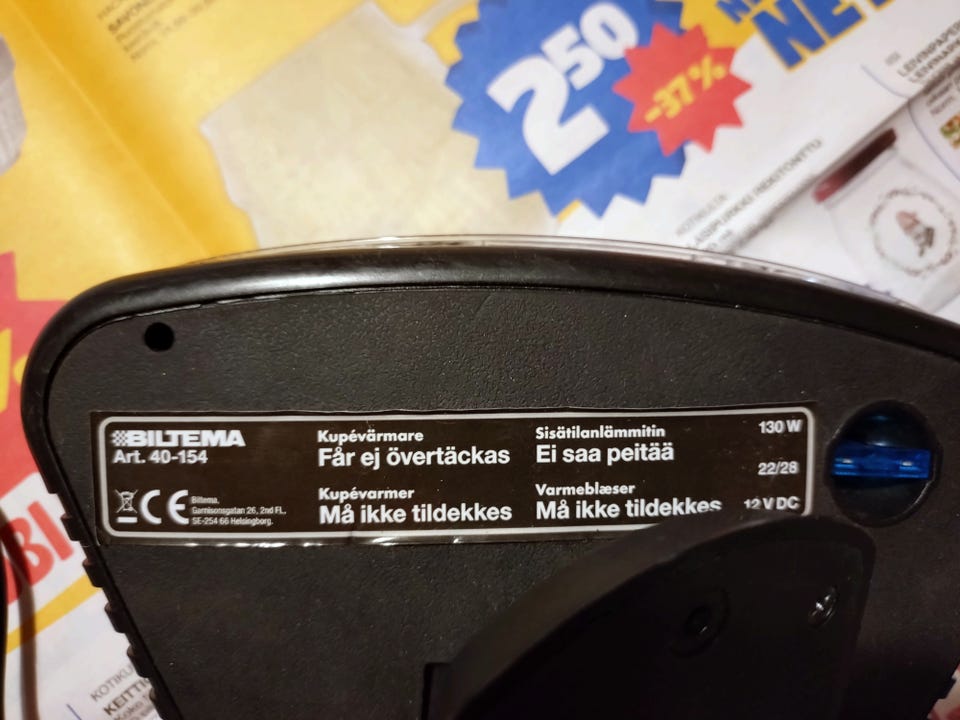 250
-37%
BILTEMA
Art. 40-154
Biltema,
Garnisonsgatan 26, 2nd FL,
SE-254 66 Helsingborg.
Kupévärmare
Får ej övertäckas
Kupévarmer
Må ikke tildekkes
Sisätilanlämmitin
Ei saa peitää
Varmeblæser
Må ikke tildekkes
130 W
22/28
12 V DC